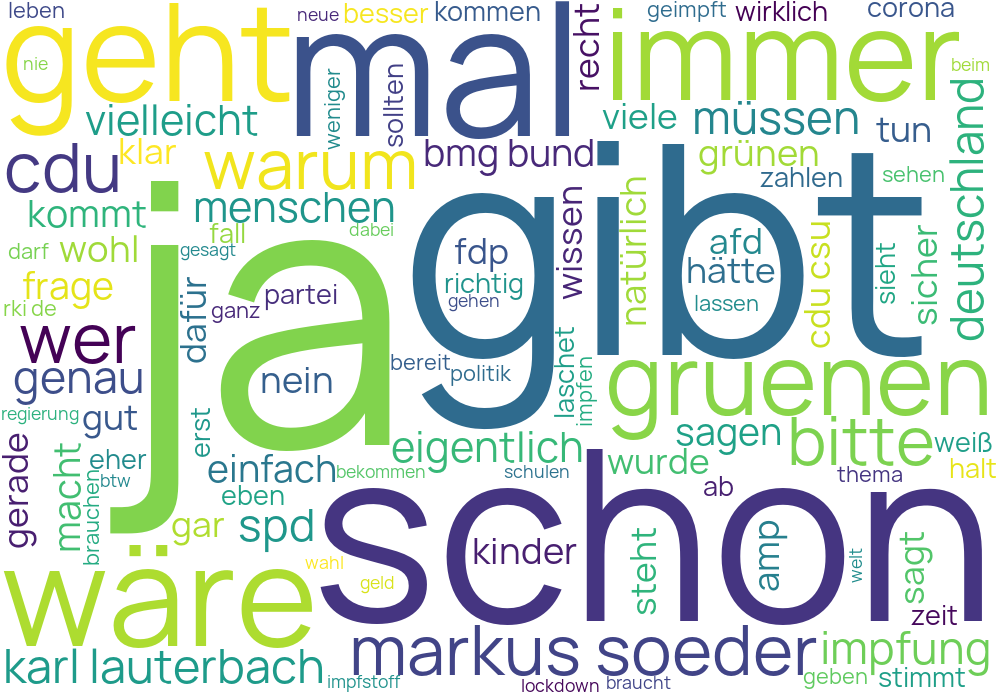 leben
geht
mal
neue
besser
kommen
recht
immer
geimpft
wirklich
corona
nie
beim
weniger
sollten
vielleicht
viele
müssen
tun
deutschland
cdu
klar
warum
bmg bund
grünen
zahlen
sehen
kommt
menschen
ja
gibt
wissen
natürlich
afd
hätte
lassen
cducsu
sieht
sicher
darf
wohl
fall
gesagt
dabei
fdp
richtig
gehen
frage
dafür
ganz
partei
rki de
wer
genau
nein
bereit
politik
laschet
impfen
gruenen
regierung
gut
erst
eigentlich
sagen
bitte
weiß
gerade
macht
brauchen
eher
btw
einfach
bekommen
schulen
wurde
ab
thema
halt
eben
gar
spd
schon
kinder
steht
amp
welt
sagt
wäre
wahl
geld
zeit
karl lauterbach
markus soeder
impfung
impfstoff
lockdown
braucht
geben
stimmt